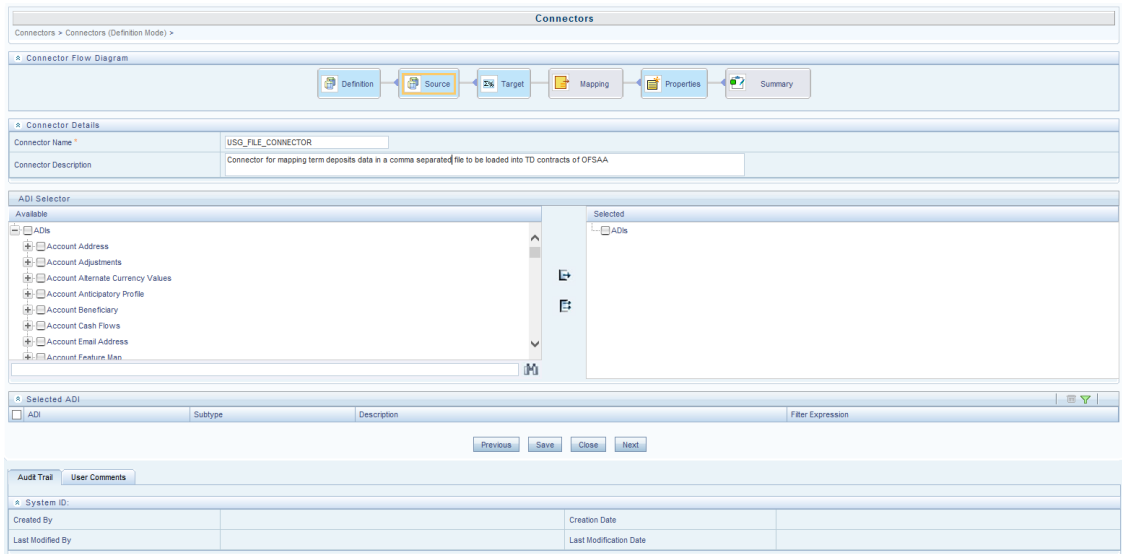 Connectors
Connectors > Connectors (Definition Mode) >
Connector Flow Diagram
Definition Source Target Mapping Properties Summary
Connector Details
Connector Name * USG_FILE_CONNECTOR
Connector Description Connector for mapping term deposits data in a comma separated file to be loaded into TD contracts of OFSAA
ADI Selector
Available Selected
ADIs ADIs
Account Address
Account Adjustments
Account Alternate Currency Values
Account Anticipatory Profile
Account Beneficiary
Account Cash Flows
Account Email Address
Account Feature Map
Selected ADI
ADI Subtype Description Filter Expression
Previous Save Close Next
Audit Trail User Comments
System ID:
Created By Creation Date
Last Modified By Last Modification Date